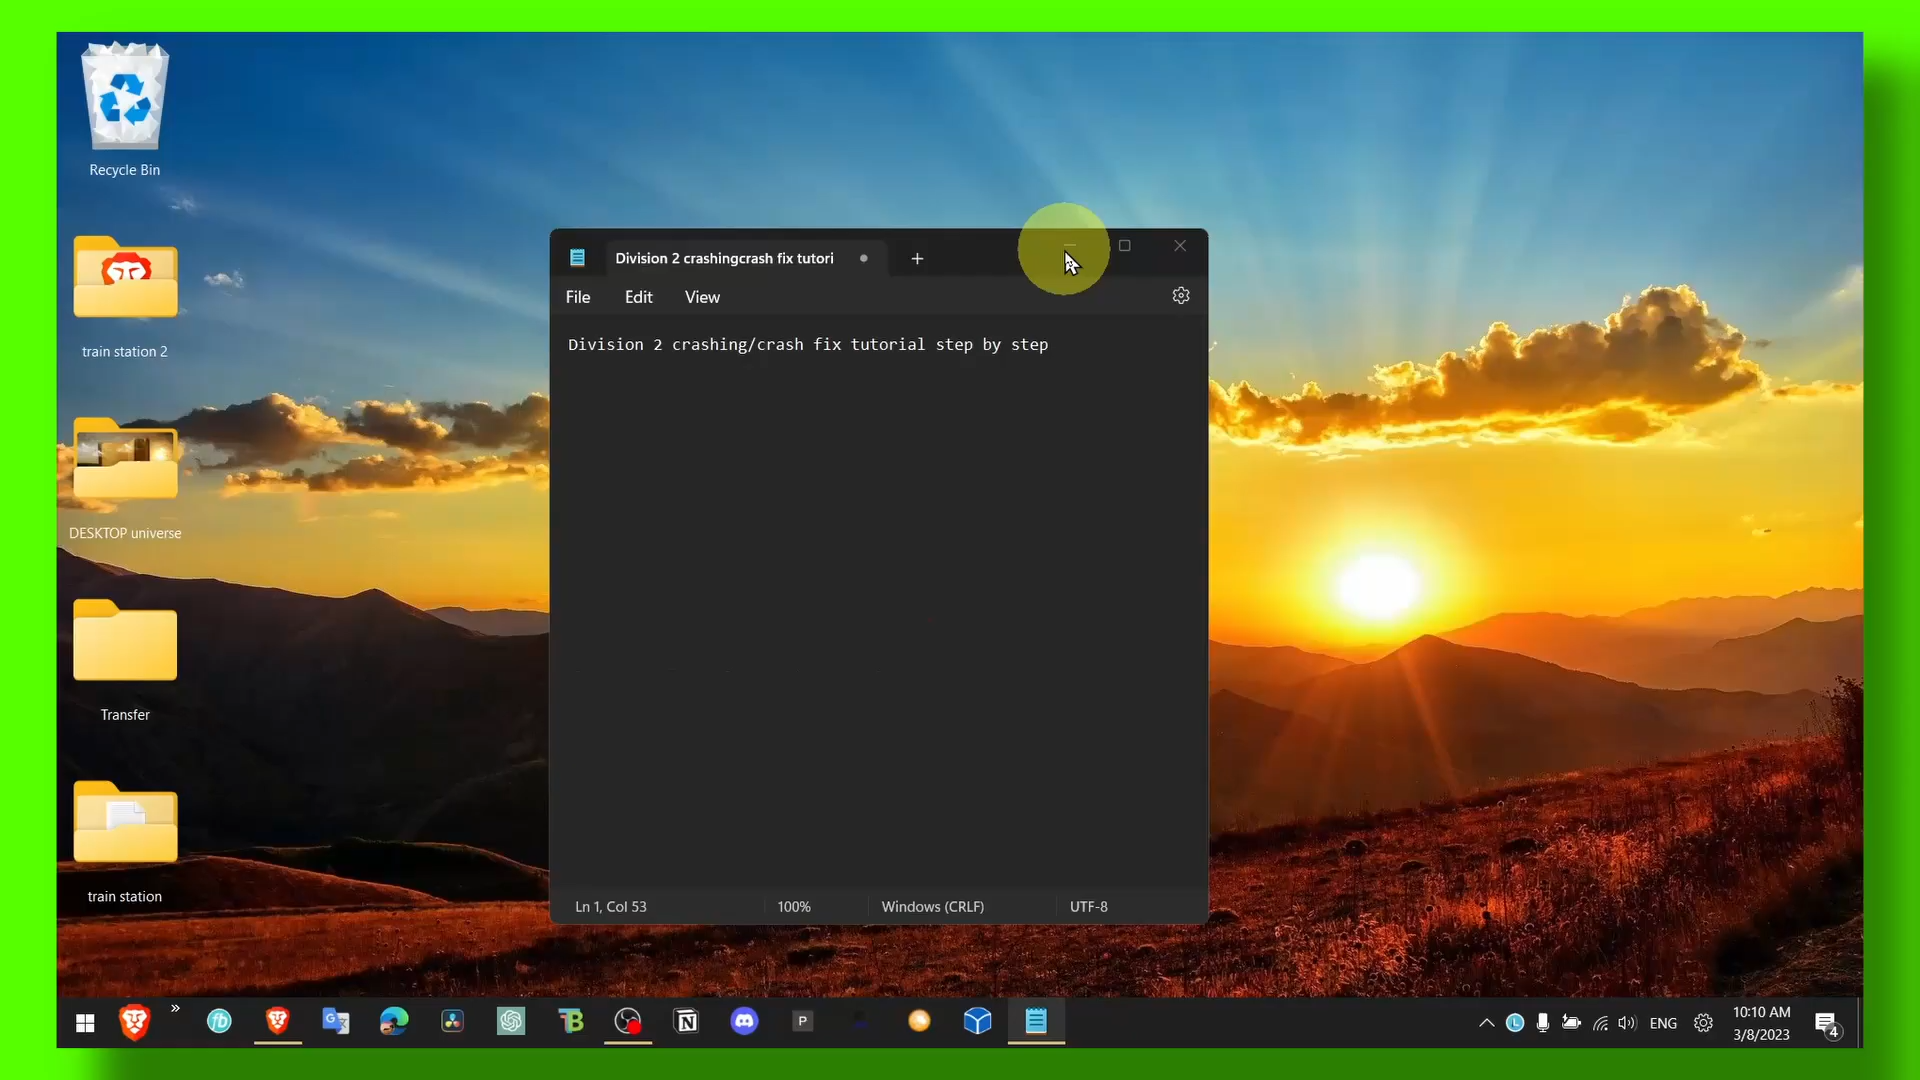 Recycle Bin
train station 2
DESKTOP universe
Transfer
train station
Division 2 crashingcrash fix tutori
File Edit View
Division 2 crashing/crash fix tutorial step by step
Ln 1, Col 53 100% Windows (CRLF) UTF-8
ENG
10:10 AM
3/8/2023
4